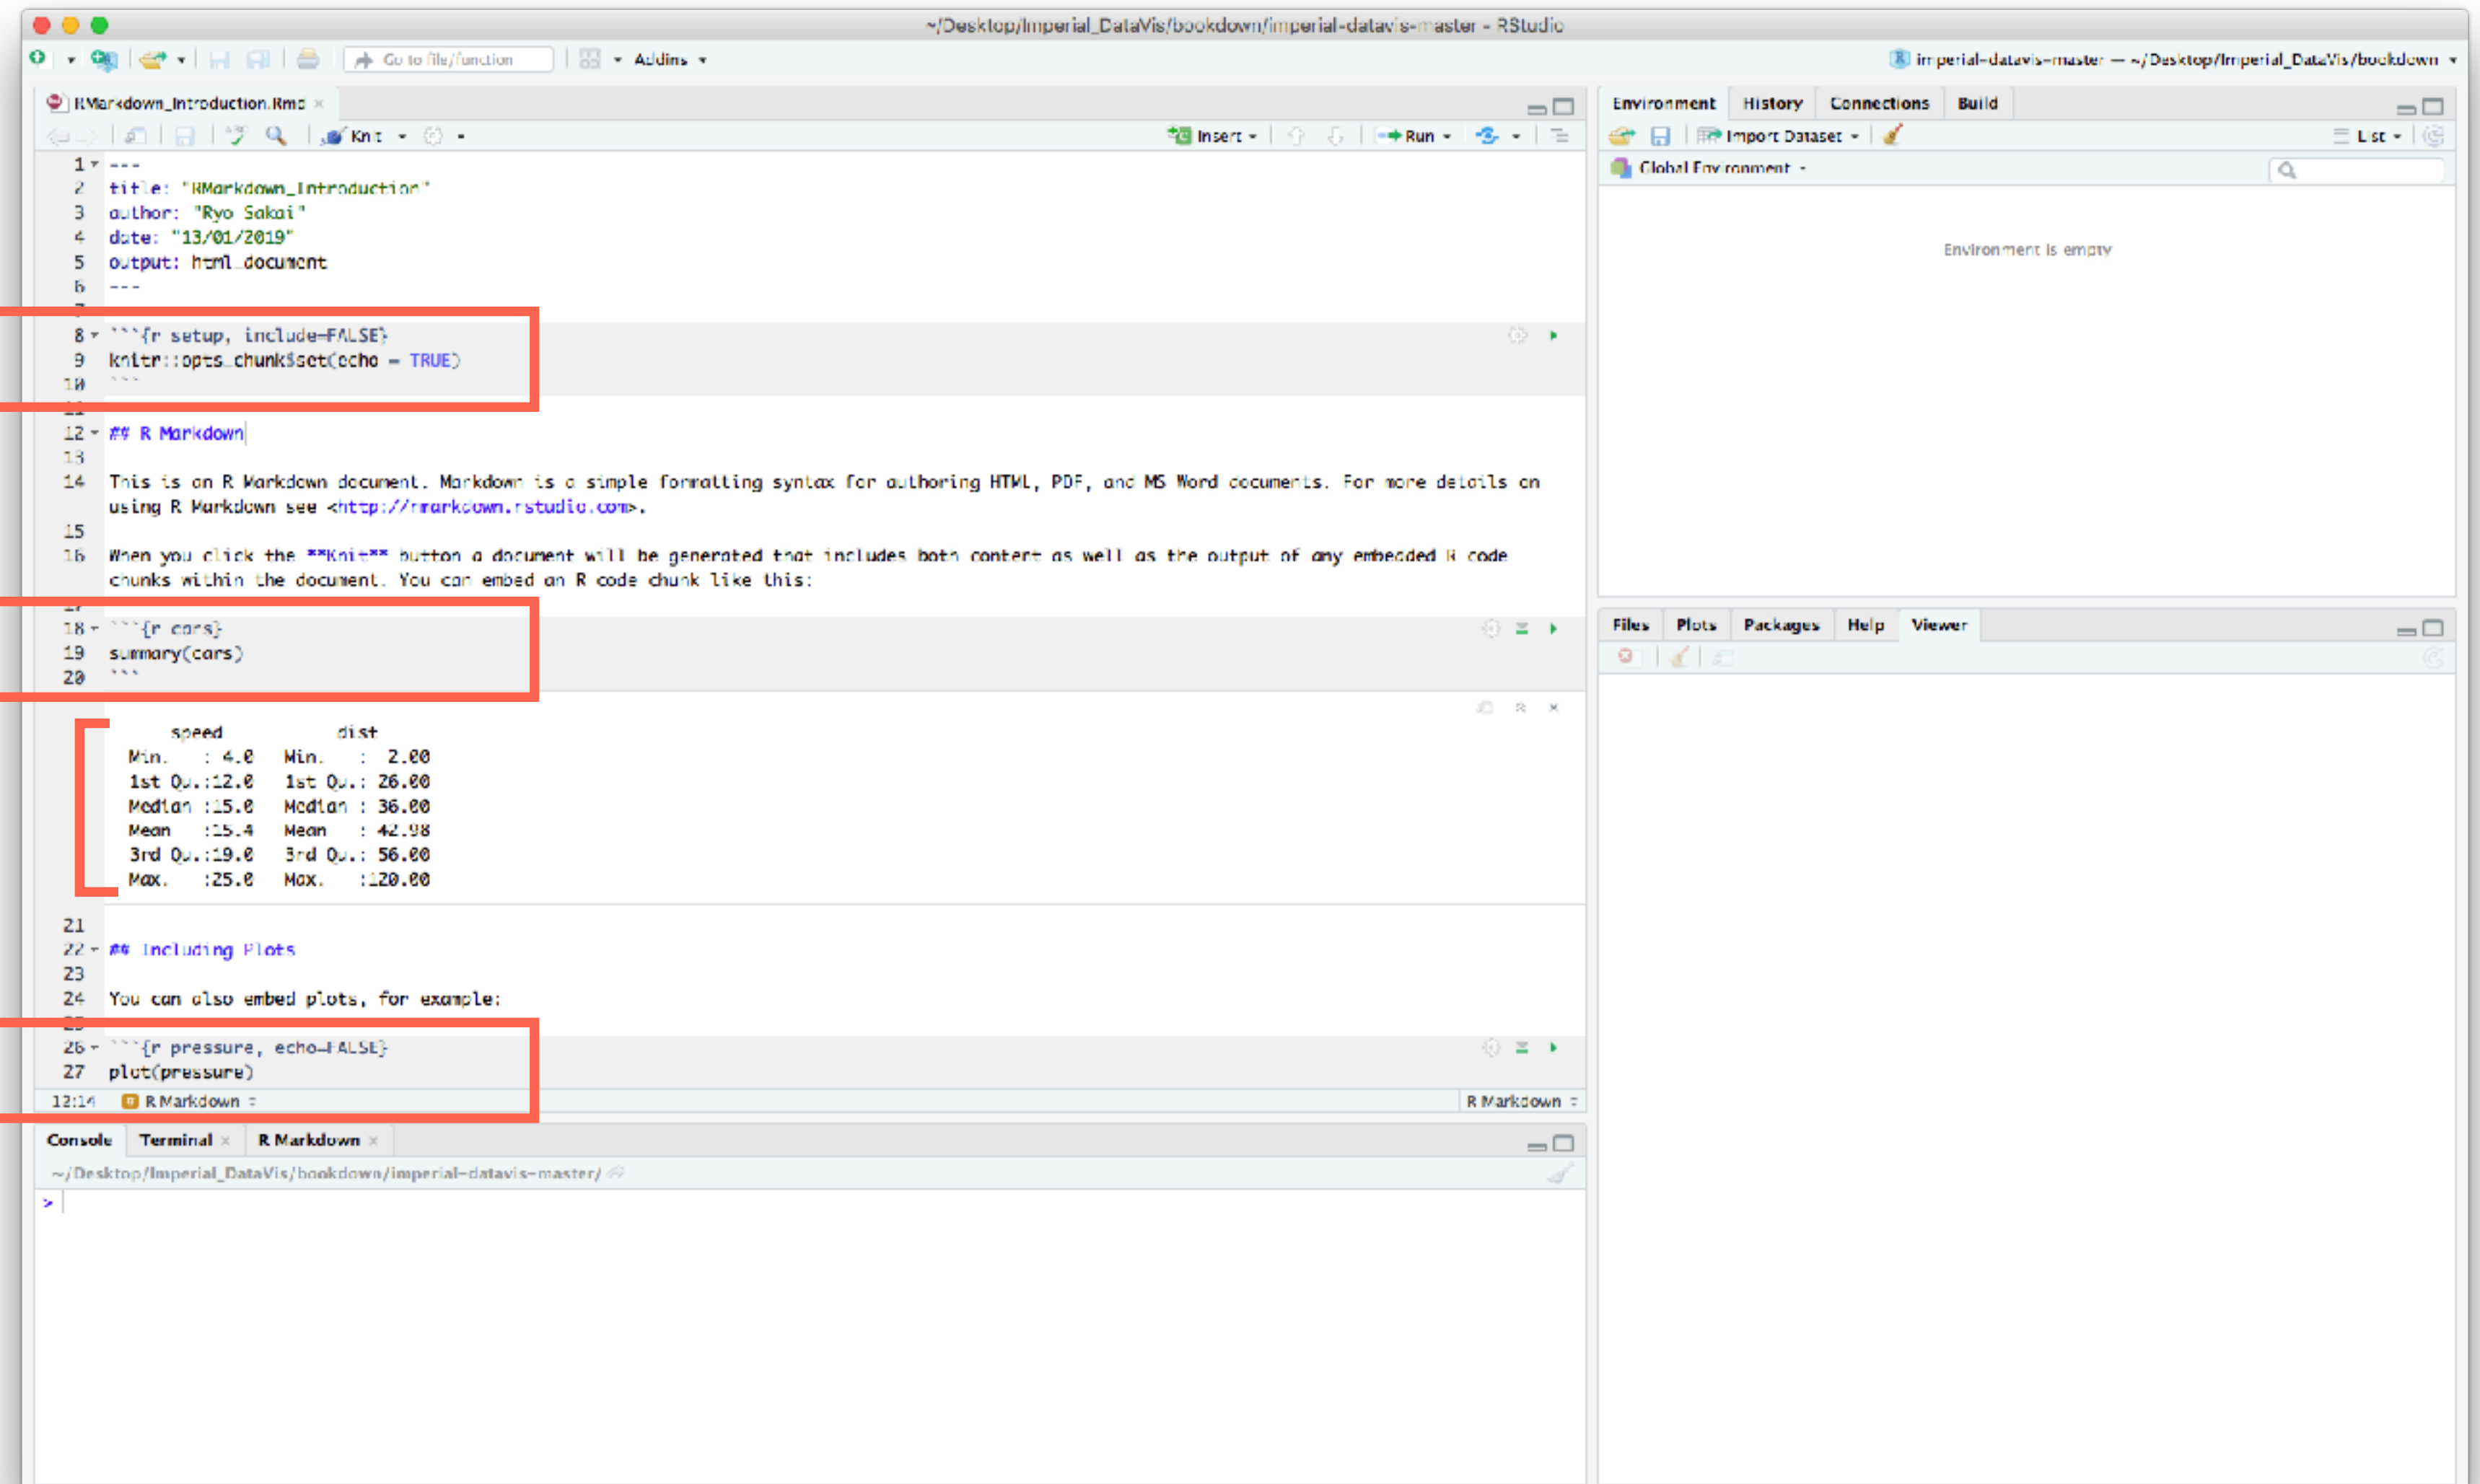 ~/Desktop/Imperial_DataVis/bookdown/imperial-datavis-master - RStudio
Go to file/function
Addins
imperial-datavis-master — ~/Desktop/Imperial_DataVis/bookdown
RMarkdown_Introduction.Rmd
ABC Knit Insert Run
1 ---
2 title: "RMarkdown_Introduction"
3 author: "Ryo Sakai"
4 date: "13/01/2019"
5 output: html_document
6 ---
8 ```{r setup, include=FALSE}
9 knitr::opts_chunk$set(echo = TRUE)
10 ```
11
12 ## R Markdown
13
14 This is an R Markdown document. Markdown is a simple formatting syntax for authoring HTML, PDF, and MS Word documents. For more details on
using R Markdown see <http://rmarkdown.rstudio.com>.
15
16 When you click the **Knit** button a document will be generated that includes both content as well as the output of any embedded R code
chunks within the document. You can embed an R code chunk like this:
17
18 ```{r cars}
19 summary(cars)
20 ```
speed dist
Min. : 4.0 Min. : 2.00
1st Qu.:12.0 1st Qu.: 26.00
Median :15.0 Median : 36.00
Mean :15.4 Mean : 42.98
3rd Qu.:19.0 3rd Qu.: 56.00
Max. :25.0 Max. :120.00
21
22 ## Including Plots
23
24 You can also embed plots, for example:
25
26 ```{r pressure, echo=FALSE}
27 plot(pressure)
12:14 R Markdown R Markdown
Console Terminal R Markdown
~/Desktop/Imperial_DataVis/bookdown/imperial-datavis-master/
>
Environment History Connections Build
Import Dataset List
Global Environment
Environment is empty
Files Plots Packages Help Viewer